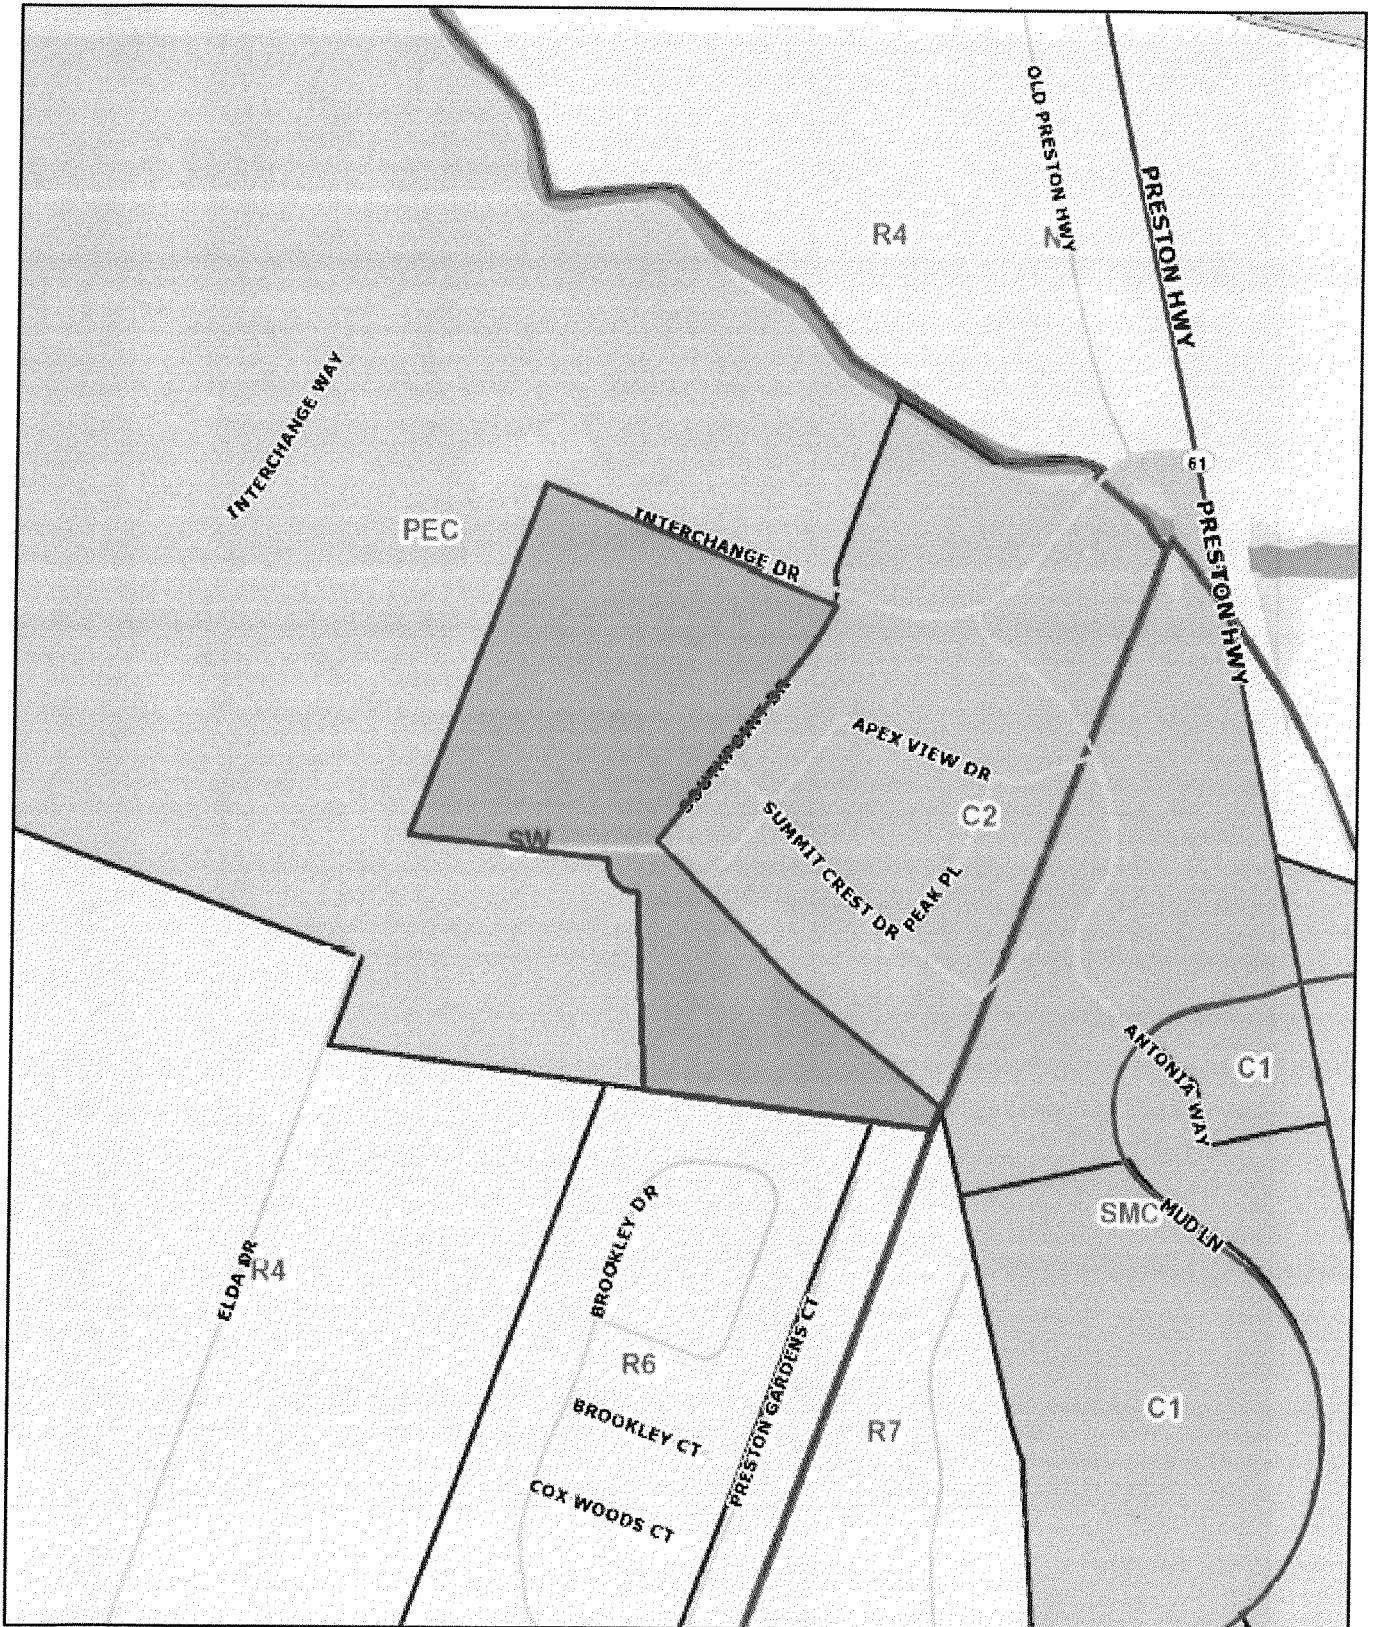 OLD PRESTON HWY
PRESTON HWY
R4
N
INTERCHANGE WAY
61
PEC
INTERCHANGE DR
PRESTON HWY
SOUTHPOINT DR
APEX VIEW DR
C2
SUMMIT CREST DR
SW
PEAK PL
ANTONIA WAY
C1
SMC
MUD LN
BROOKLEY DR
ELDA DR
R4
R6
PRESTON GARDENS CT
C1
BROOKLEY CT
R7
COX WOODS CT